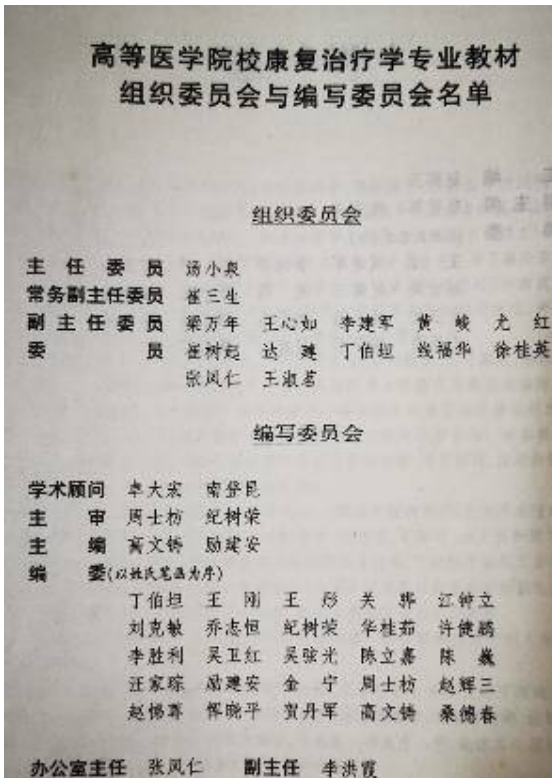 高等医学院校康复治疗学专业教材
组织委员会与编写委员会名单
组织委员会
主任委员 汤小泉
常务副主任委员 崔三生
副主任委员 梁万年 王心如 李建军 黄峻 尤红
委员 崔树起 达庭 丁伯坦 钱福华 徐桂英
张凤仁 王淑茗
编写委员会
学术顾问 卓大宏 南登昆
主审 周士枋 纪树荣
主编 高文铸 励建安
编委(以姓氏笔画为序)
丁伯坦 王刚 王彤 关骅 江钟立
刘克敏 乔志恒 纪树荣 华桂茹 许健鹏
李胜利 吴卫红 吴弦光 陈立嘉 陈巍
汪家琮 励建安 金宁 周士枋 赵辉三
赵悌尊 恽晓平 贺丹军 高文铸 桑德春
办公室主任 张凤仁 副主任 李洪霞